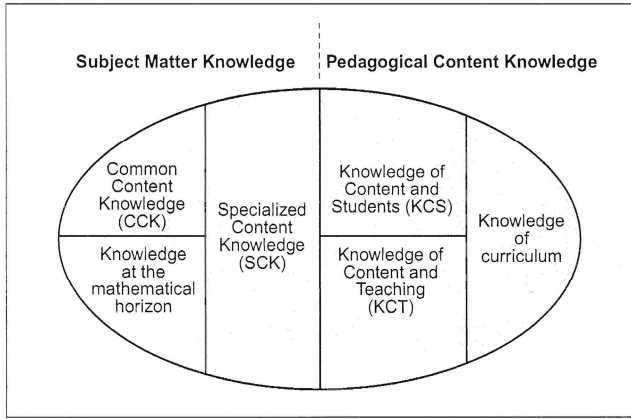 Subject Matter Knowledge
Pedagogical Content Knowledge
Common
Content
Knowledge
(CCK)
Knowledge
at the
mathematical
horizon
Specialized
Content
Knowledge
(SCK)
Knowledge of
Content and
Students (KCS)
Knowledge of
Content and
Teaching
(KCT)
Knowledge
of
curriculum